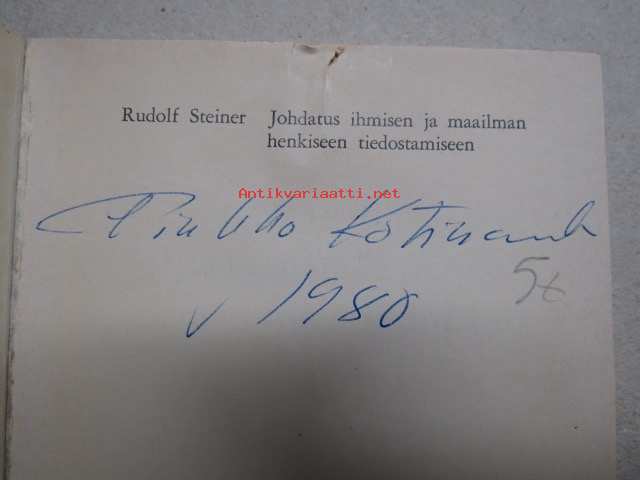 Rudolf Steiner Johdatus ihmisen ja maailman
henkiseen tiedostamiseen
Antikvariaatti.net
v 1980